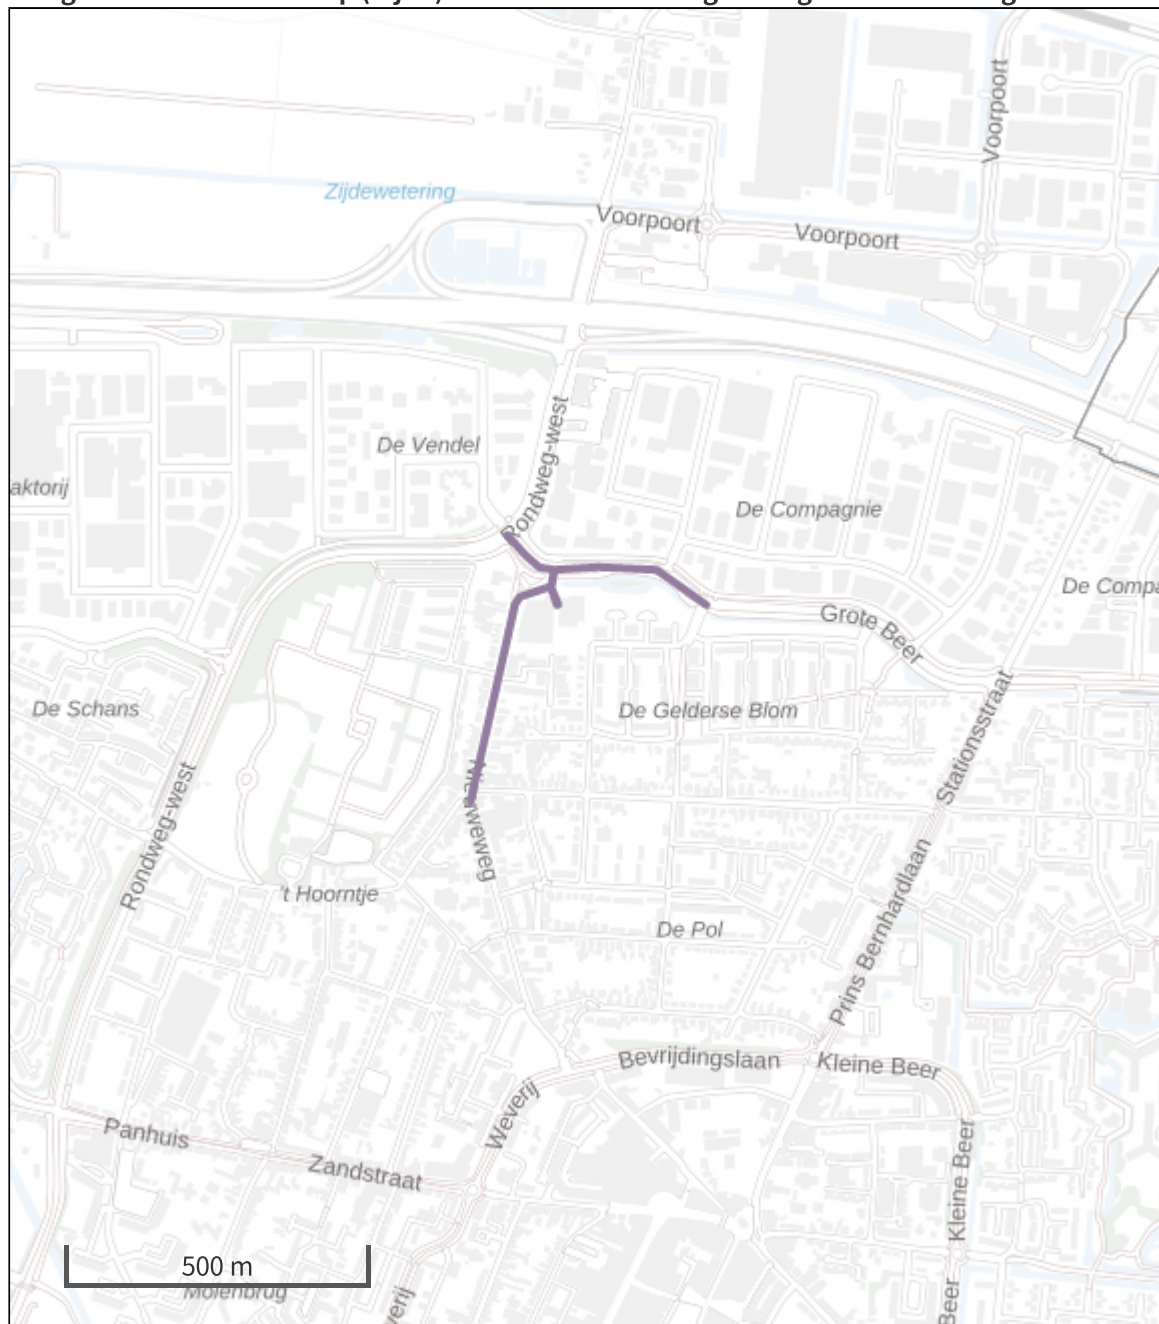 Voorpoort
Zijdewetering
Voorpoort
Voorpoort
Rondweg-west
De Vendel
aktorij
De Compagnie
De Compa
Grote Beer
De Schans
De Gelderse Blom
Stationsstraat
Rondweg-west
't Hoorntje
De Pol
Prins Bernhardlaan
Bevrijdingslaan
Kleine Beer
Weverij
Panhuis
Zandstraat
Kleine Beer
500 m
Molenbrug
verij
Beer